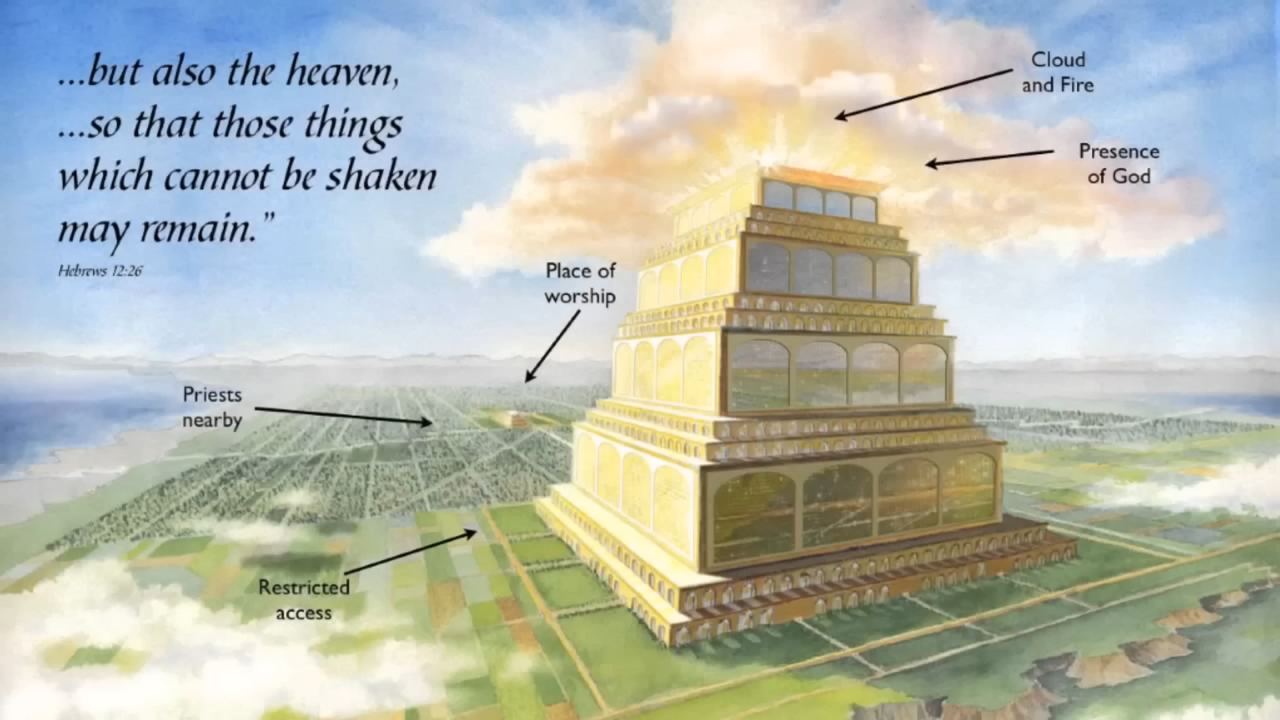 ...but also the heaven,
...so that those things
which cannot be shaken
may remain.”
Hebrews 12:26
Cloud
and Fire
Presence
of God
Place of
worship
Priests
nearby
Restricted
access